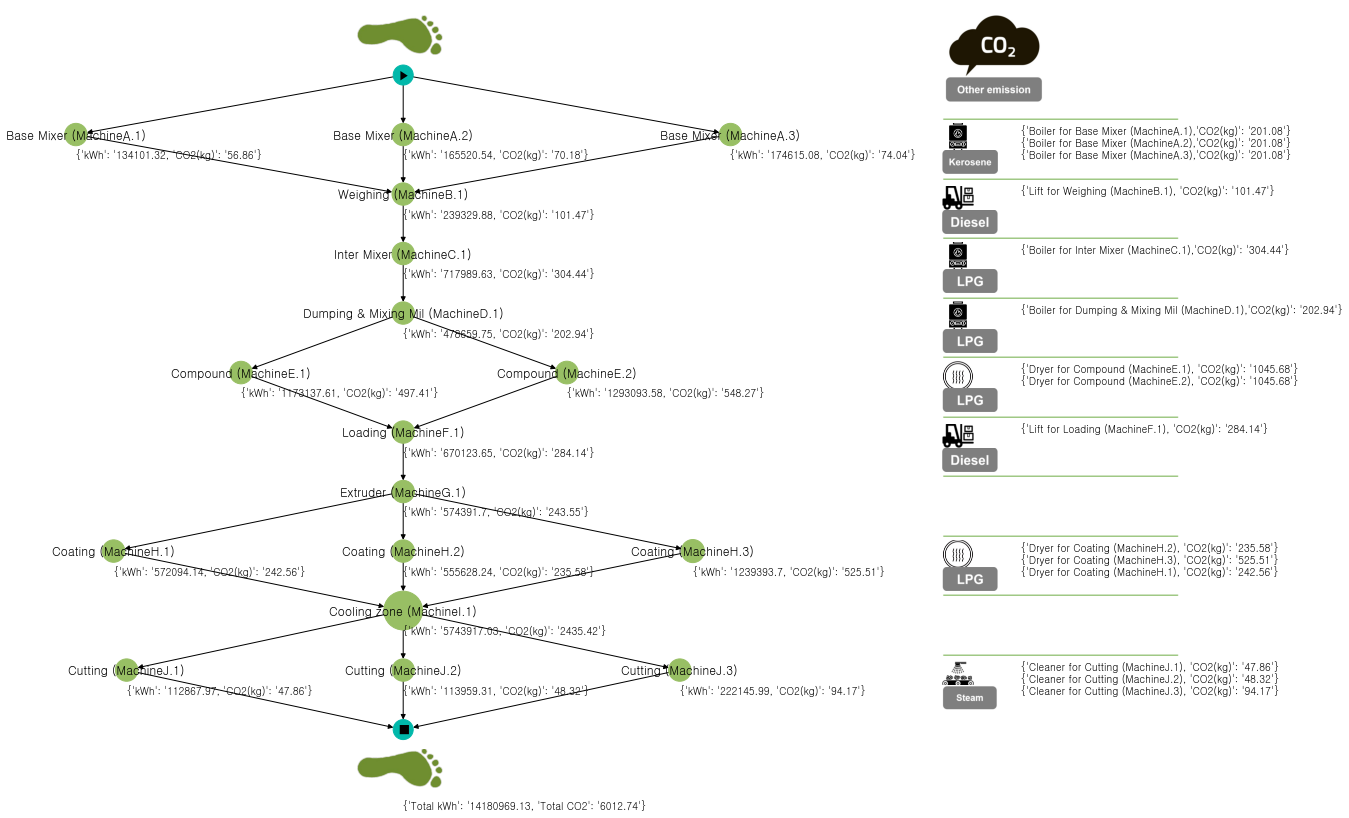 CO2
Other emission
Base Mixer (MachineA.1)
{'kWh': '134101.32, 'CO2(kg)': '56.86'}
Base Mixer (MachineA.2)
{'kWh': '165520.54, 'CO2(kg)': '70.18'}
Base Mixer (MachineA.3)
{'kWh': '174615.08, 'CO2(kg)': '74.04'}
Weighing (MachineB.1)
{'kWh': '239329.88, 'CO2(kg)': '101.47'}
Inter Mixer (MachineC.1)
{'kWh': '717989.63, 'CO2(kg)': '304.44'}
Dumping & Mixing Mil (MachineD.1)
{'kWh': '478659.75, 'CO2(kg)': '202.94'}
Compound (MachineE.1)
{'kWh': '1173137.61, 'CO2(kg)': '497.41'}
Compound (MachineE.2)
{'kWh': '1293093.58, 'CO2(kg)': '548.27'}
Loading (MachineF.1)
{'kWh': '670123.65, 'CO2(kg)': '284.14'}
Extruder (MachineG.1)
{'kWh': '574391.7, 'CO2(kg)': '243.55'}
Coating (MachineH.1)
{'kWh': '572094.14, 'CO2(kg)': '242.56'}
Coating (MachineH.2)
{'kWh': '555628.24, 'CO2(kg)': '235.58'}
Coating (MachineH.3)
{'kWh': '1239393.7, 'CO2(kg)': '525.51'}
Cooling zone (MachineI.1)
{'kWh': '5743917.03, 'CO2(kg)': '2435.42'}
Cutting (MachineJ.1)
{'kWh': '112867.97, 'CO2(kg)': '47.86'}
Cutting (MachineJ.2)
{'kWh': '113959.31, 'CO2(kg)': '48.32'}
Cutting (MachineJ.3)
{'kWh': '222145.99, 'CO2(kg)': '94.17'}
{'Total kWh': '14180969.13, 'Total CO2': '6012.74'}
Kerosene
{'Boiler for Base Mixer (MachineA.1),'CO2(kg)': '201.08'}
{'Boiler for Base Mixer (MachineA.2),'CO2(kg)': '201.08'}
{'Boiler for Base Mixer (MachineA.3),'CO2(kg)': '201.08'}
Diesel
{'Lift for Weighing (MachineB.1), 'CO2(kg)': '101.47'}
LPG
{'Boiler for Inter Mixer (MachineC.1),'CO2(kg)': '304.44'}
LPG
{'Boiler for Dumping & Mixing Mil (MachineD.1),'CO2(kg)': '202.94'}
LPG
{'Dryer for Compound (MachineE.1), 'CO2(kg)': '1045.68'}
{'Dryer for Compound (MachineE.2), 'CO2(kg)': '1045.68'}
Diesel
{'Lift for Loading (MachineF.1), 'CO2(kg)': '284.14'}
LPG
{'Dryer for Coating (MachineH.2), 'CO2(kg)': '235.58'}
{'Dryer for Coating (MachineH.3), 'CO2(kg)': '525.51'}
{'Dryer for Coating (MachineH.1), 'CO2(kg)': '242.56'}
Steam
{'Cleaner for Cutting (MachineJ.1), 'CO2(kg)': '47.86'}
{'Cleaner for Cutting (MachineJ.2), 'CO2(kg)': '48.32'}
{'Cleaner for Cutting (MachineJ.3), 'CO2(kg)': '94.17'}